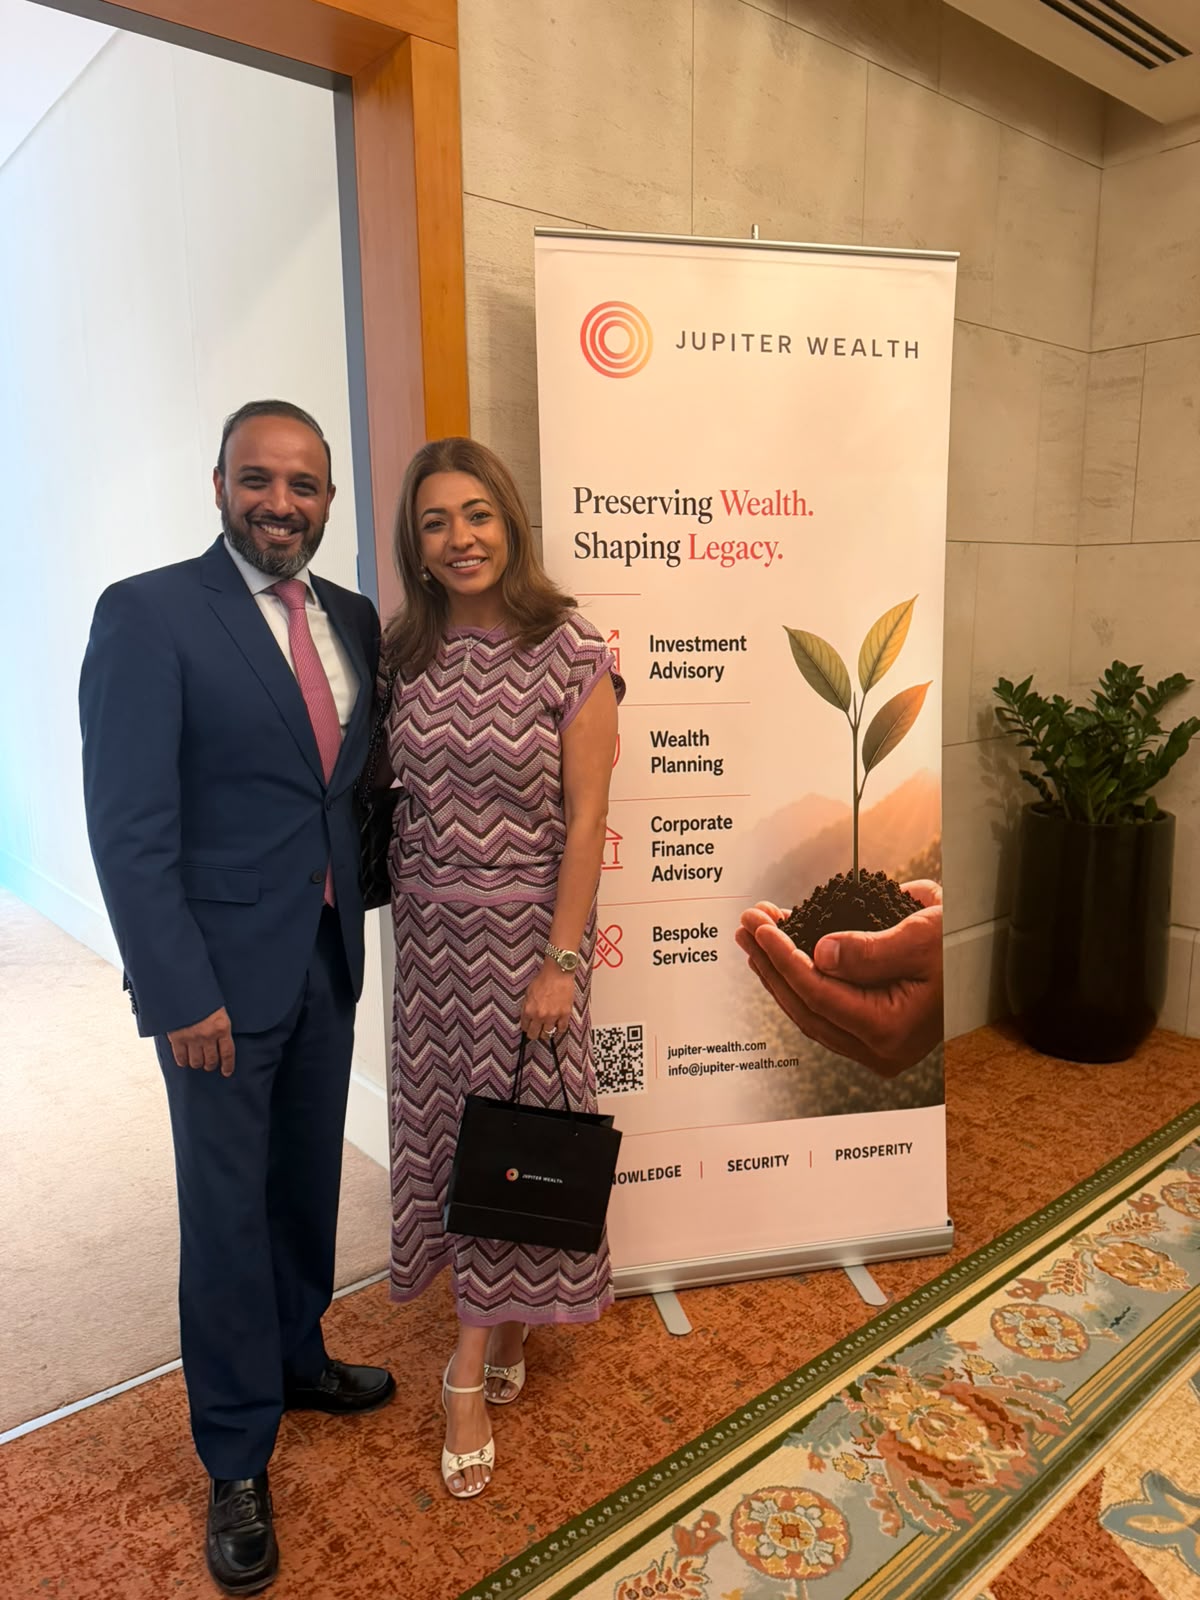 JUPITER WEALTH
Preserving Wealth.
Shaping Legacy.
Investment
Advisory
Wealth
Planning
Corporate
Finance
Advisory
Bespoke
Services
jupiter-wealth.com
info@jupiter-wealth.com
NOWLEDGE | SECURITY | PROSPERITY
JUPITER WEALTH